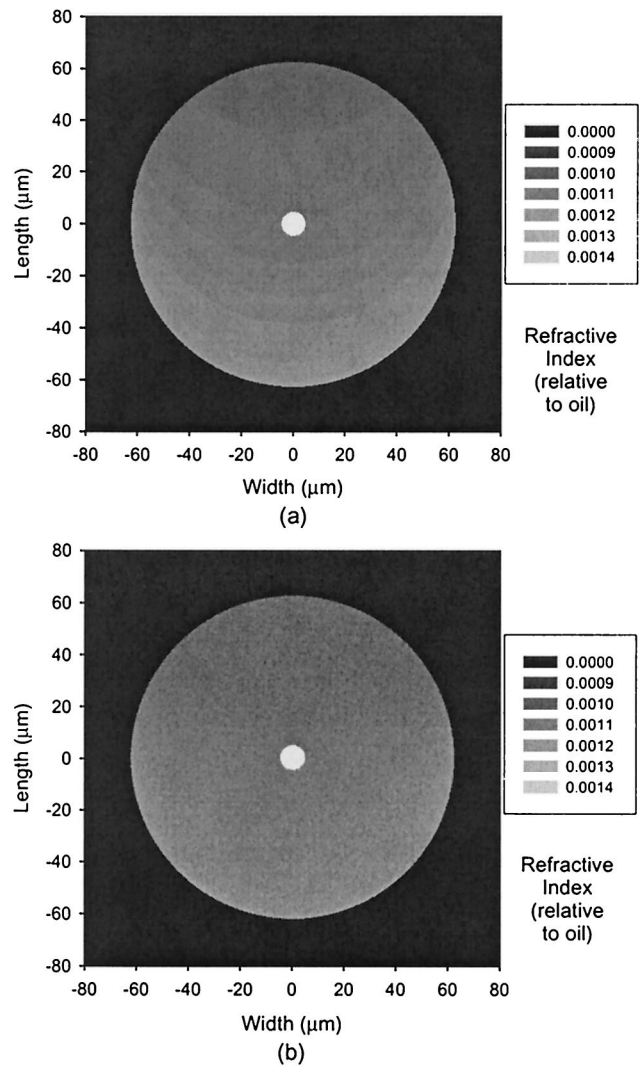 80
60
40
20
0
-20
-40
-60
-80
Length (µm)
-80 -60 -40 -20 0 20 40 60 80
Width (µm)
(a)
0.0000
0.0009
0.0010
0.0011
0.0012
0.0013
0.0014
Refractive
Index
(relative
to oil)
80
60
40
20
0
-20
-40
-60
-80
Length (µm)
-80 -60 -40 -20 0 20 40 60 80
Width (µm)
(b)
0.0000
0.0009
0.0010
0.0011
0.0012
0.0013
0.0014
Refractive
Index
(relative
to oil)